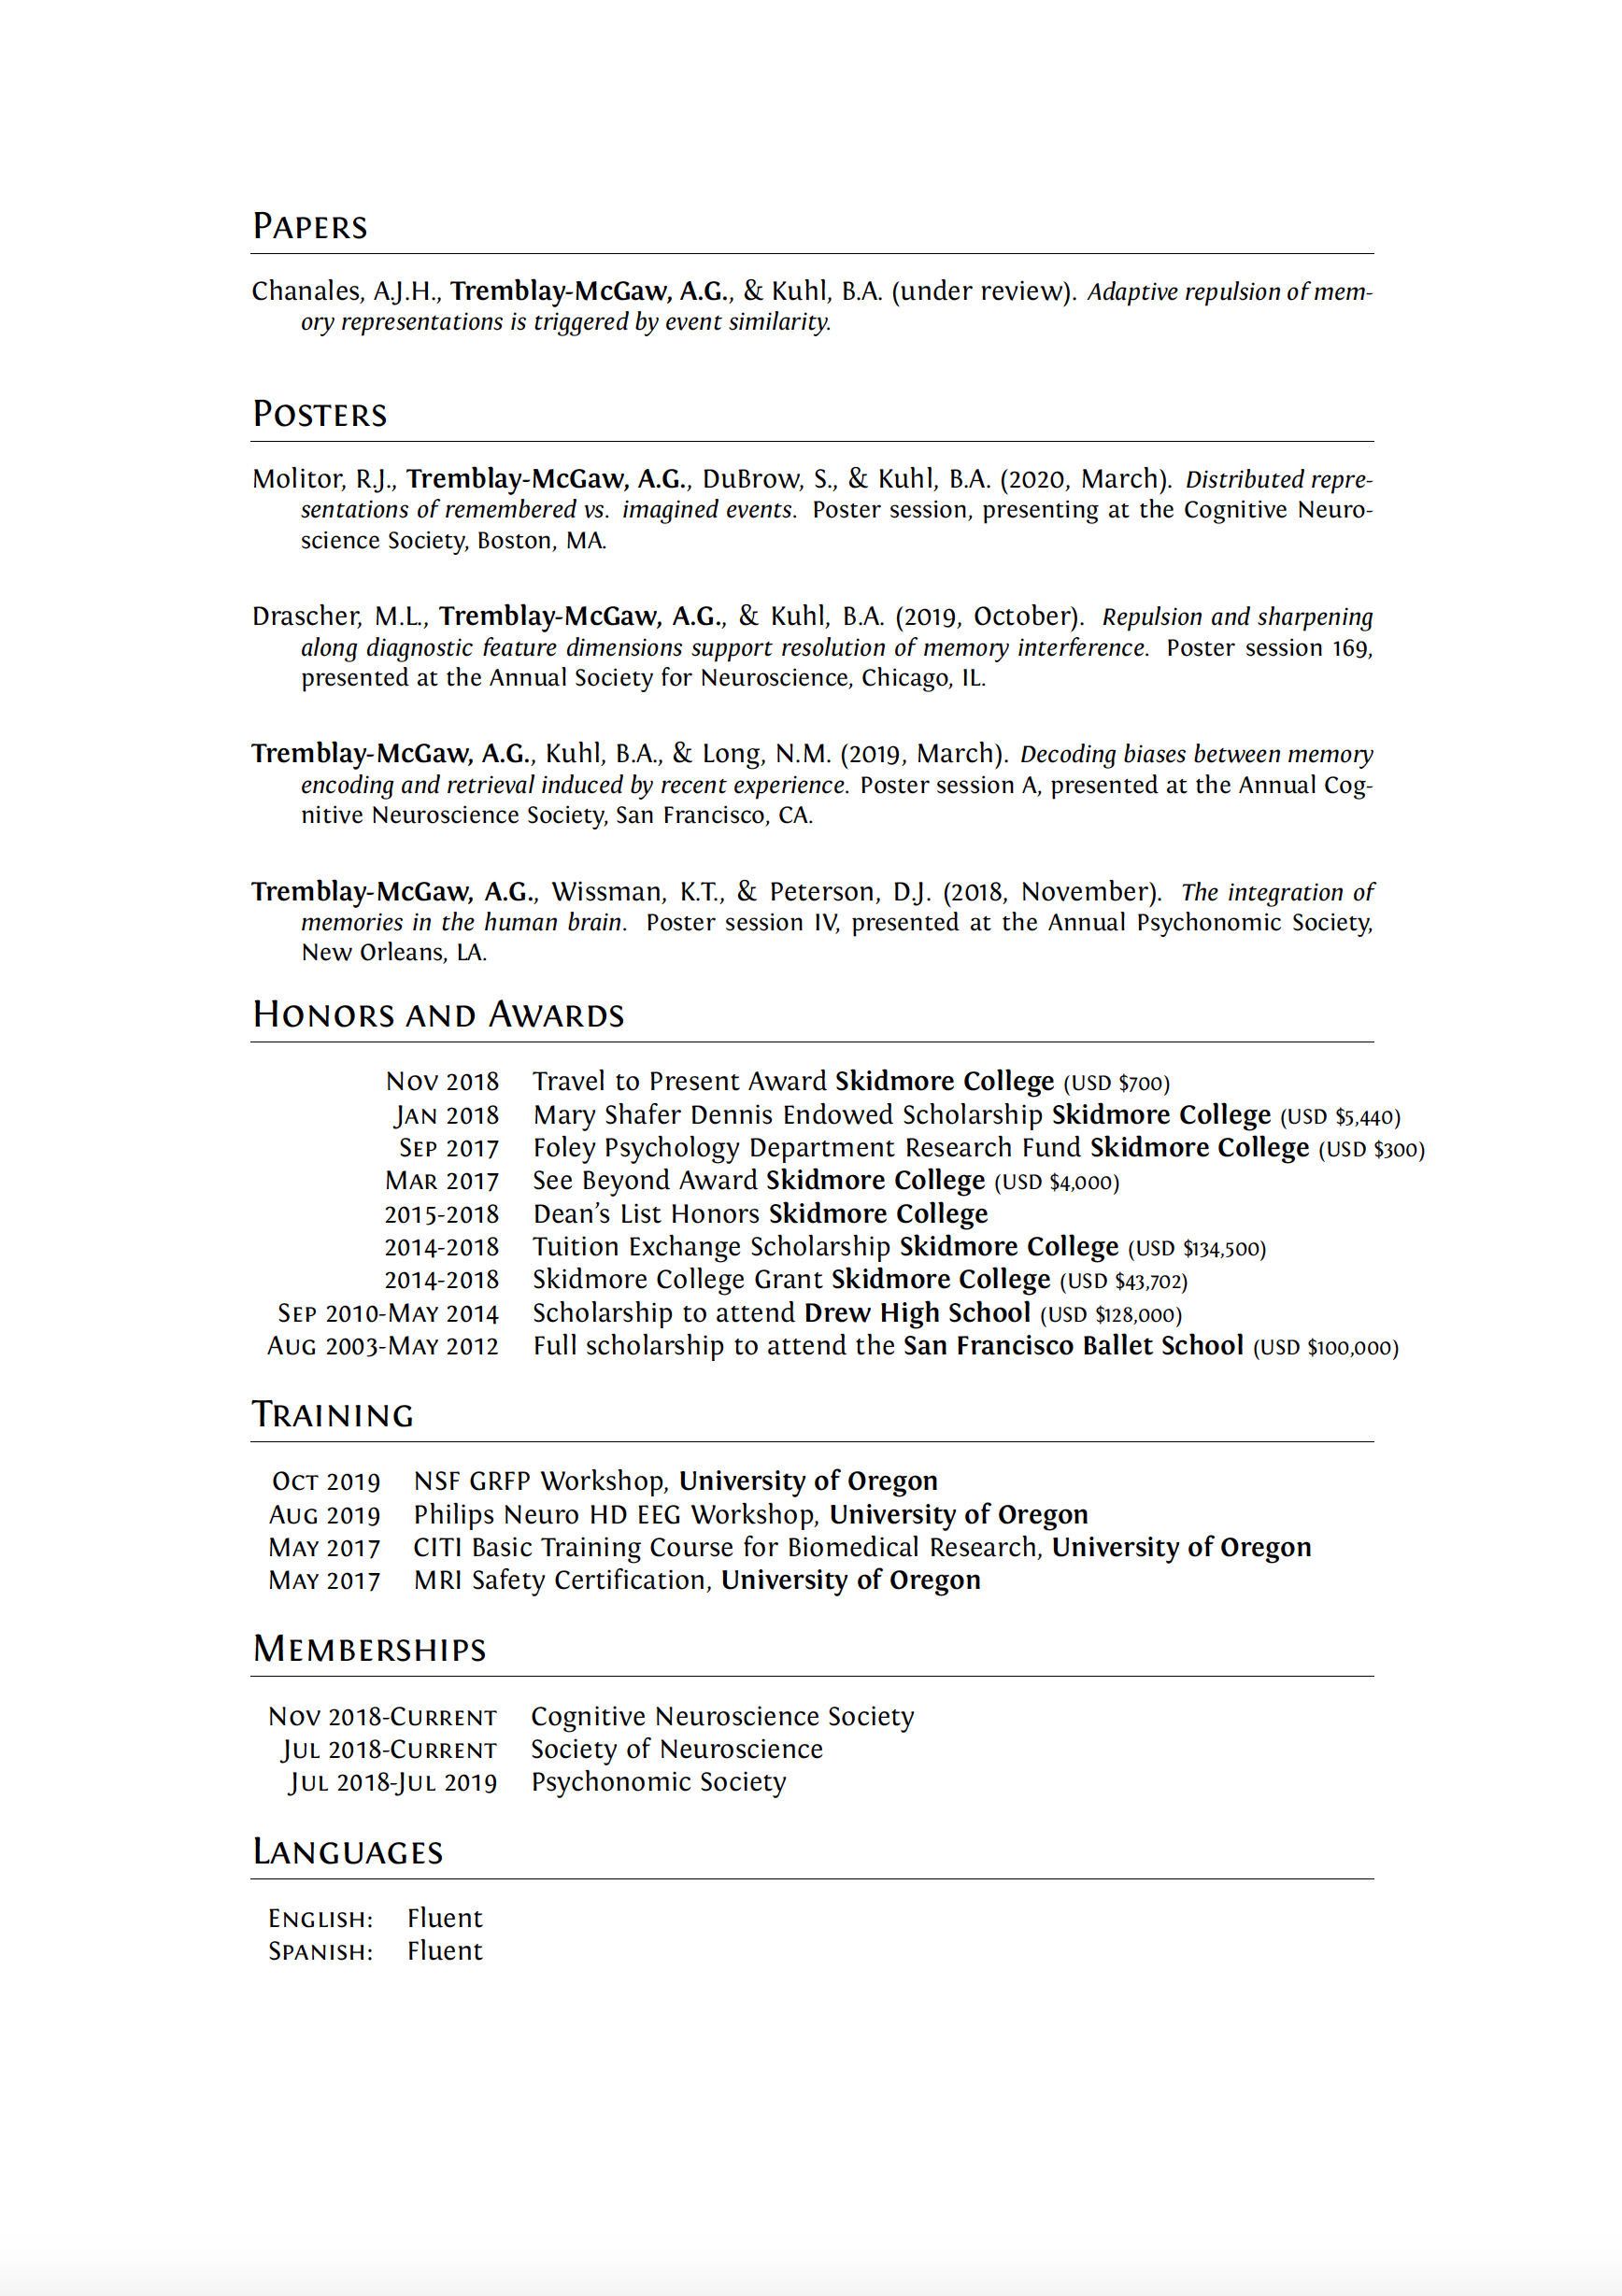 Papers
Chanales, A.J.H., Tremblay-McGaw, A.G., & Kuhl, B.A. (under review). Adaptive repulsion of mem-
ory representations is triggered by event similarity.
Posters
Molitor, R.J., Tremblay-McGaw, A.G., DuBrow, S., & Kuhl, B.A. (2020, March). Distributed repre-
sentations of remembered vs. imagined events. Poster session, presenting at the Cognitive Neuro-
science Society, Boston, MA.
Drascher, M.L., Tremblay-McGaw, A.G., & Kuhl, B.A. (2019, October). Repulsion and sharpening
along diagnostic feature dimensions support resolution of memory interference. Poster session 169,
presented at the Annual Society for Neuroscience, Chicago, IL.
Tremblay-McGaw, A.G., Kuhl, B.A., & Long, N.M. (2019, March). Decoding biases between memory
encoding and retrieval induced by recent experience. Poster session A, presented at the Annual Cog-
nitive Neuroscience Society, San Francisco, CA.
Tremblay-McGaw, A.G., Wissman, K.T., & Peterson, D.J. (2018, November). The integration of
memories in the human brain. Poster session IV, presented at the Annual Psychonomic Society,
New Orleans, LA.
Honors and Awards
Nov 2018 Travel to Present Award Skidmore College (USD $700)
Jan 2018 Mary Shafer Dennis Endowed Scholarship Skidmore College (USD $5,440)
Sep 2017 Foley Psychology Department Research Fund Skidmore College (USD $300)
Mar 2017 See Beyond Award Skidmore College (USD $4,000)
2015-2018 Dean's List Honors Skidmore College
2014-2018 Tuition Exchange Scholarship Skidmore College (USD $134,500)
2014-2018 Skidmore College Grant Skidmore College (USD $43,702)
Sep 2010-May 2014 Scholarship to attend Drew High School (USD $128,000)
Aug 2003-May 2012 Full scholarship to attend the San Francisco Ballet School (USD $100,000)
Training
Oct 2019 NSF GRFP Workshop, University of Oregon
Aug 2019 Philips Neuro HD EEG Workshop, University of Oregon
May 2017 CITI Basic Training Course for Biomedical Research, University of Oregon
May 2017 MRI Safety Certification, University of Oregon
Memberships
Nov 2018-Current Cognitive Neuroscience Society
Jul 2018-Current Society of Neuroscience
Jul 2018-Jul 2019 Psychonomic Society
Languages
English: Fluent
Spanish: Fluent